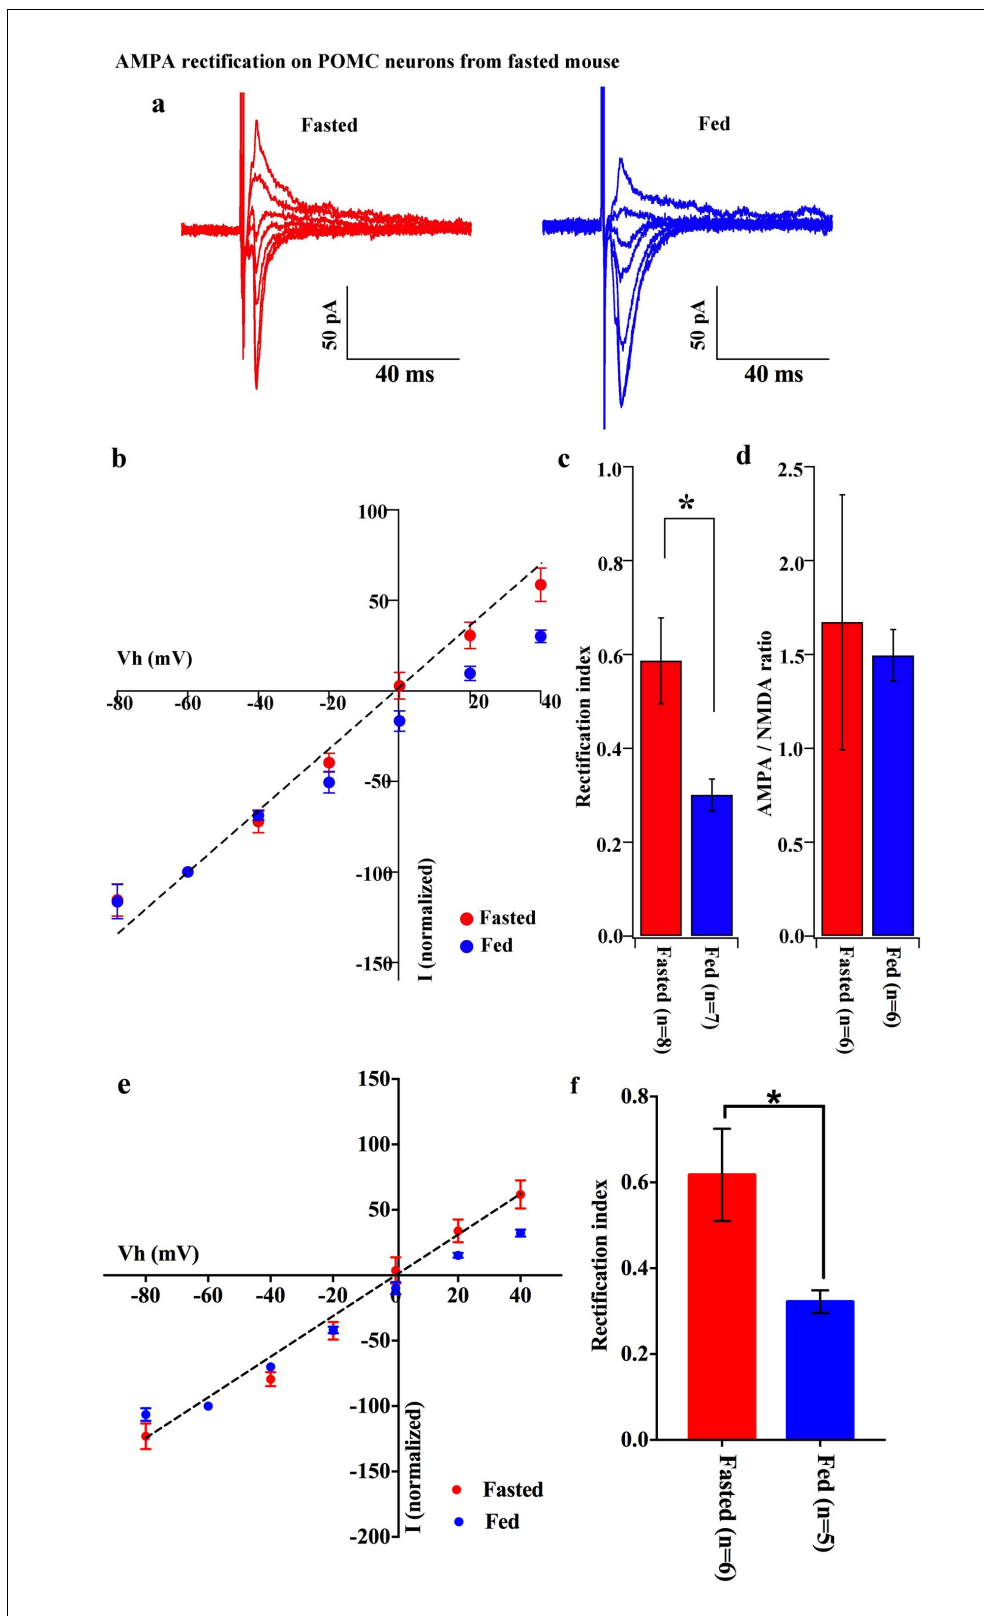 AMPA rectification on POMC neurons from fasted mouse
a
Fasted
Fed
50 pA
40 ms
50 pA
40 ms
b
100
50
Vh (mV)
-80
-60
-40
-20
20
40
-50
-100
-150
I (normalized)
Fasted
Fed
c
1.0
0.8
0.6
0.4
0.2
0.0
Rectification index
*
Fasted (n=8)
Fed (n=7)
d
2.5
2.0
1.5
1.0
0.5
0.0
AMPA / NMDA ratio
Fasted (n=6)
Fed (n=6)
e
150
100
50
Vh (mV)
-80
-60
-40
-20
0
20
40
-50
-100
-150
-200
I (normalized)
Fasted
Fed
f
0.8
0.6
0.4
0.2
0.0
Rectification index
*
Fasted (n=6)
Fed (n=5)